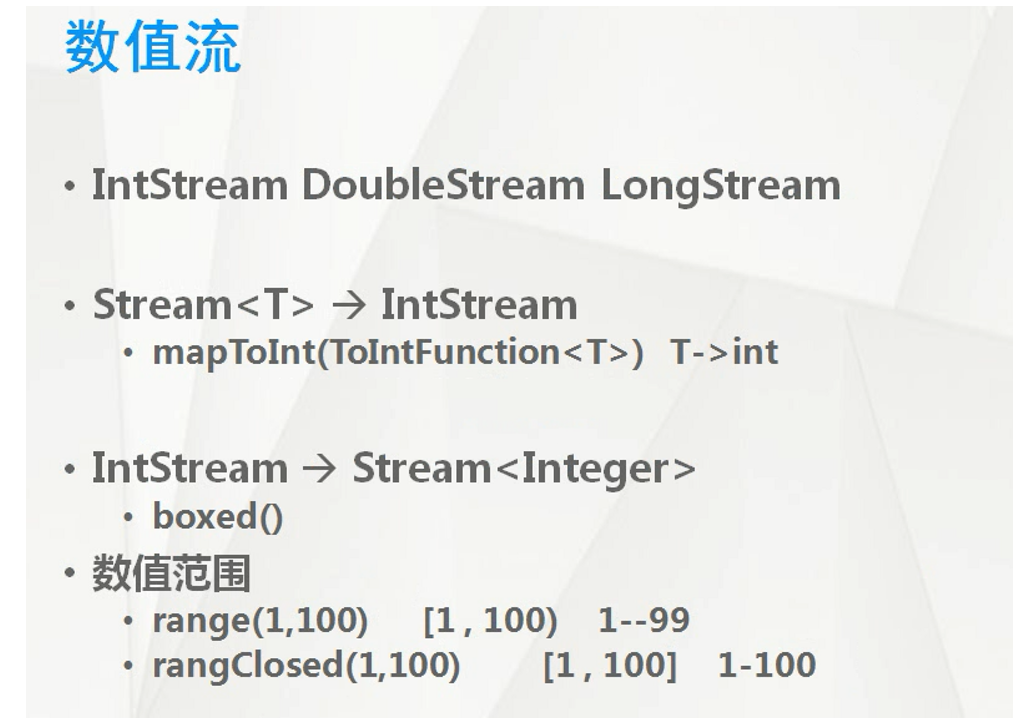 数值流
• IntStream DoubleStream LongStream
• Stream<T> → IntStream
• mapToInt(ToIntFunction<T>) T->int
• IntStream → Stream<Integer>
• boxed()
• 数值范围
• range(1,100) [1 , 100) 1--99
• rangClosed(1,100) [1 , 100] 1-100